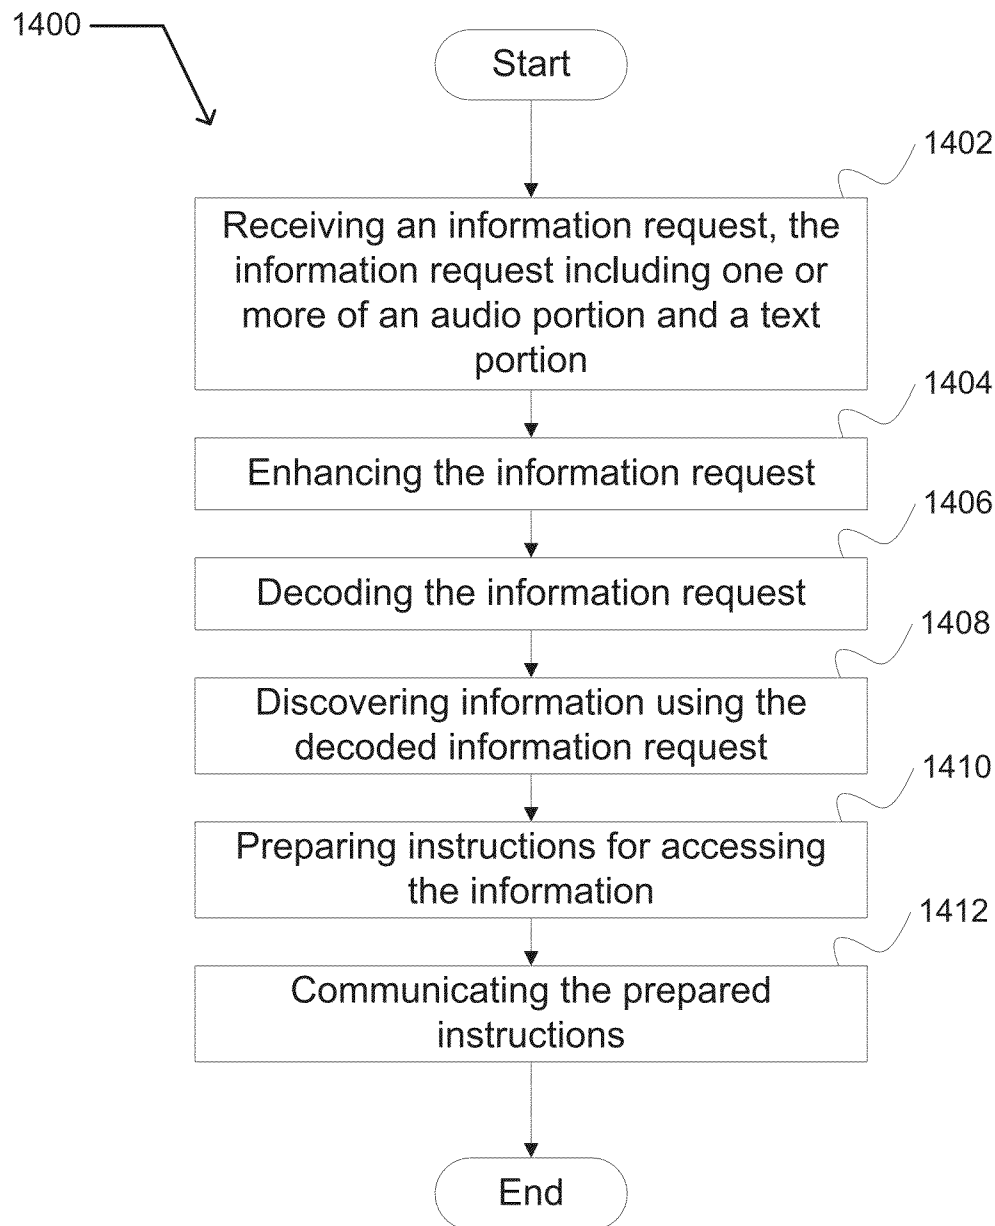 1400
Start
1402
Receiving an information request, the
information request including one or
more of an audio portion and a text
portion
1404
Enhancing the information request
1406
Decoding the information request
1408
Discovering information using the
decoded information request
1410
Preparing instructions for accessing
the information
1412
Communicating the prepared
instructions
End